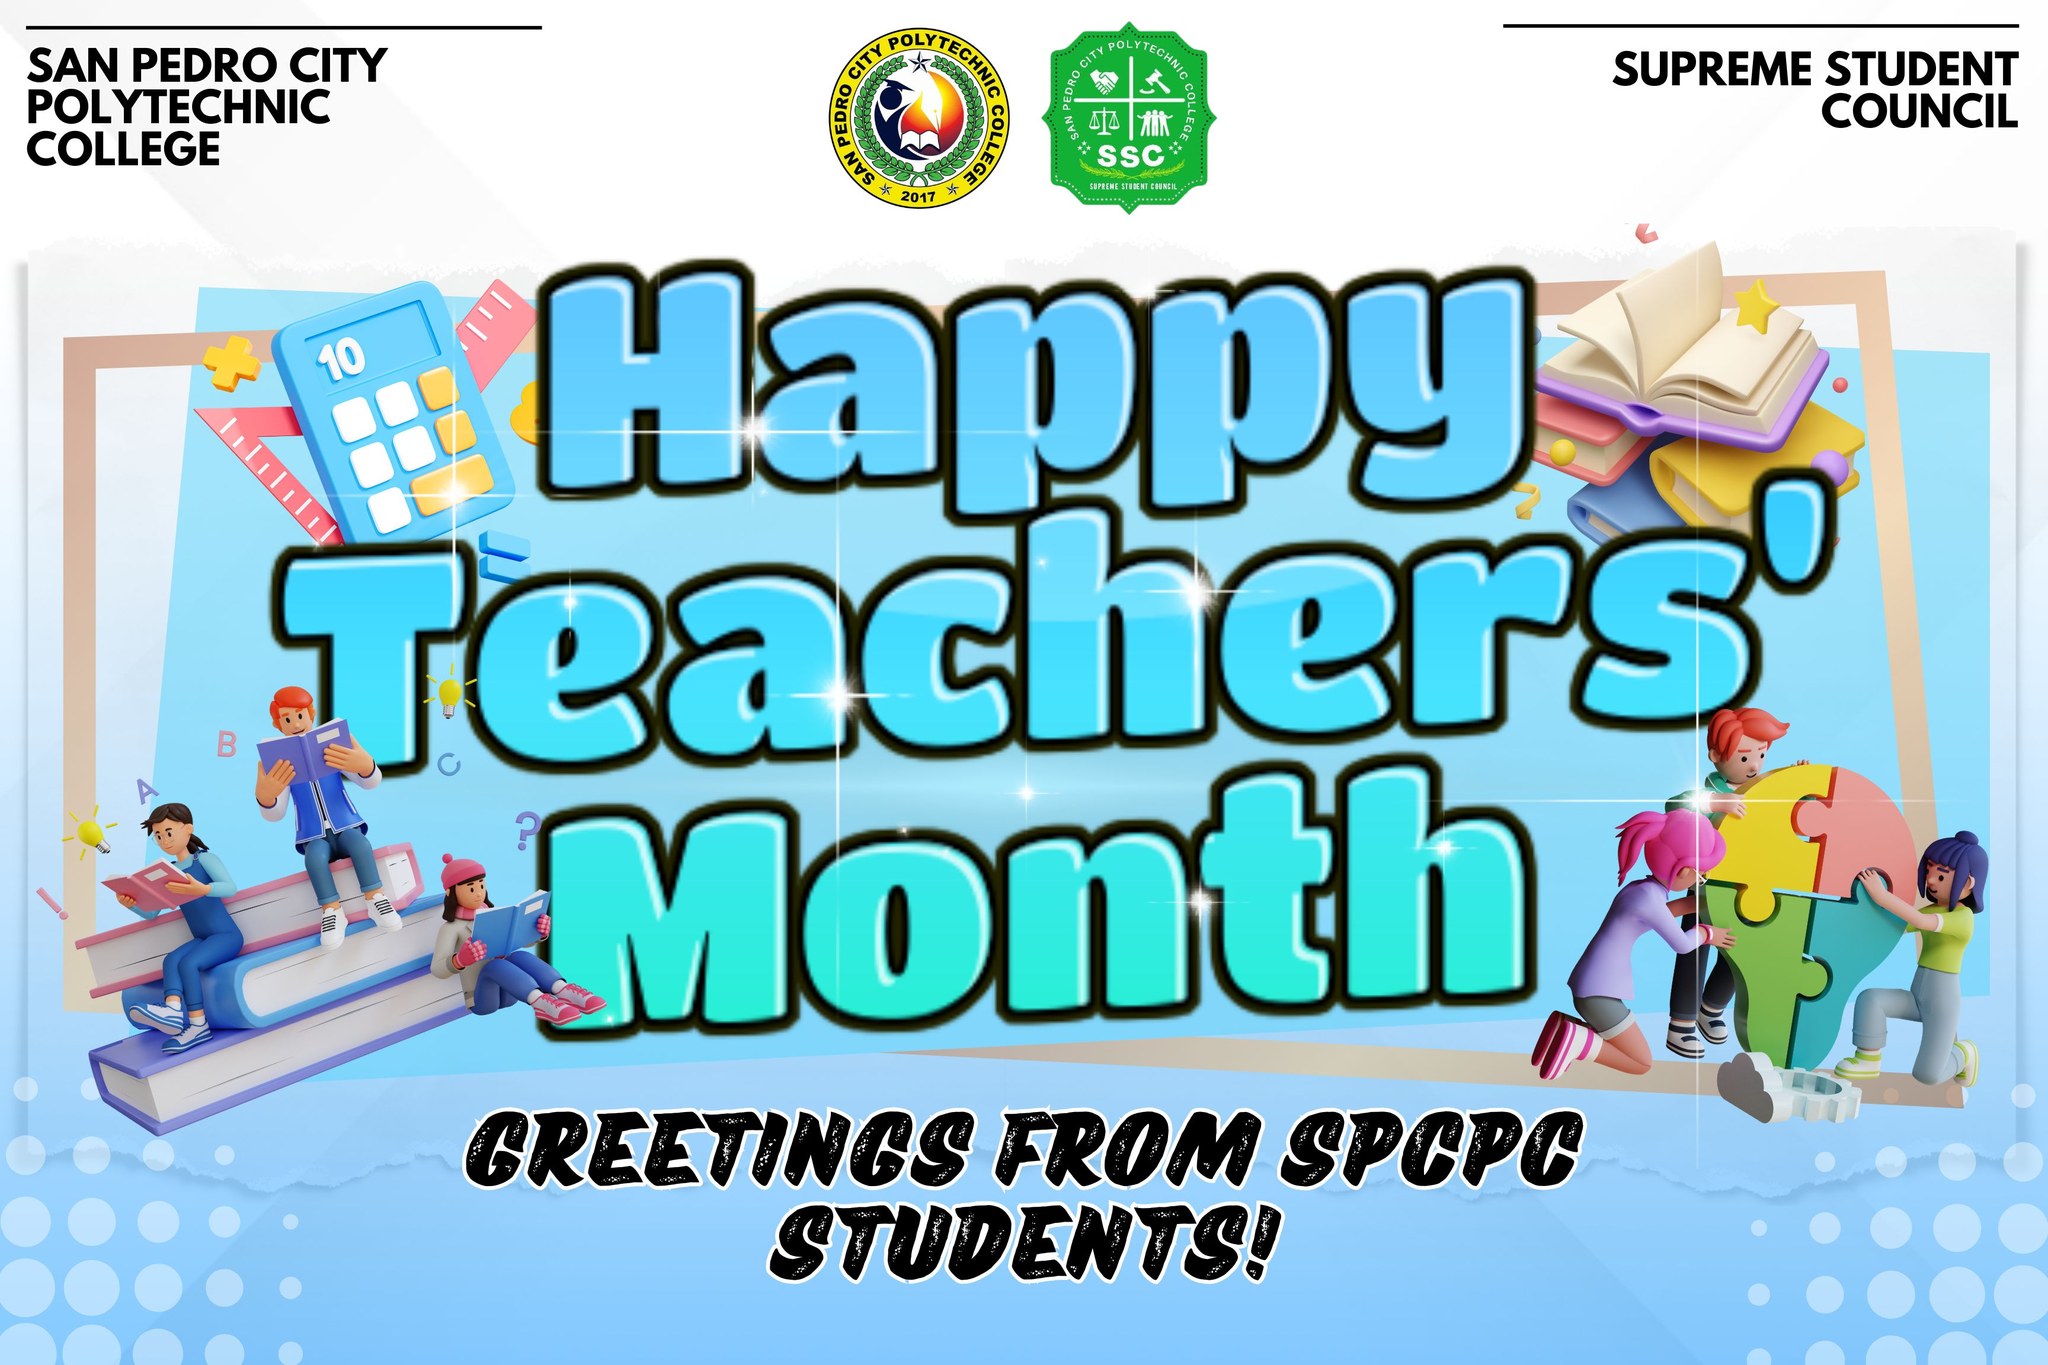 SAN PEDRO CITY
POLYTECHNIC
COLLEGE
SAN PEDRO CITY POLYTECHNIC COLLEGE
2017
SAN PEDRO CITY POLYTECHNIC COLLEGE
SSC
SUPREME STUDENT COUNCIL
SUPREME STUDENT
COUNCIL
10
Happy
Teachers'
Month
A
B
C
?
GREETINGS FROM SPCPC
STUDENTS!